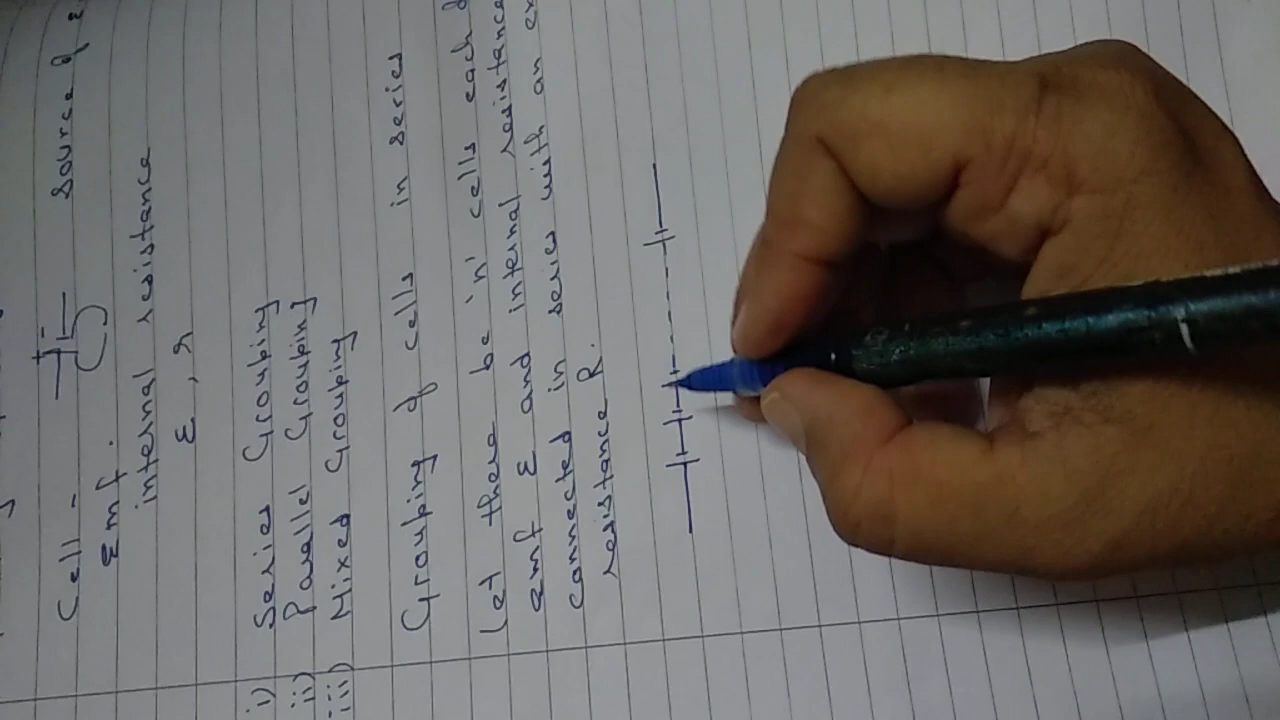 Cell - source of
Emf.
internal resistance
ε, r
i) Series Grouping
ii) Parallel Grouping
iii) Mixed Grouping
Grouping of cells in series
Let there be 'n' cells each of
emf ε and internal resistance
connected in series with an ex
resistance R.